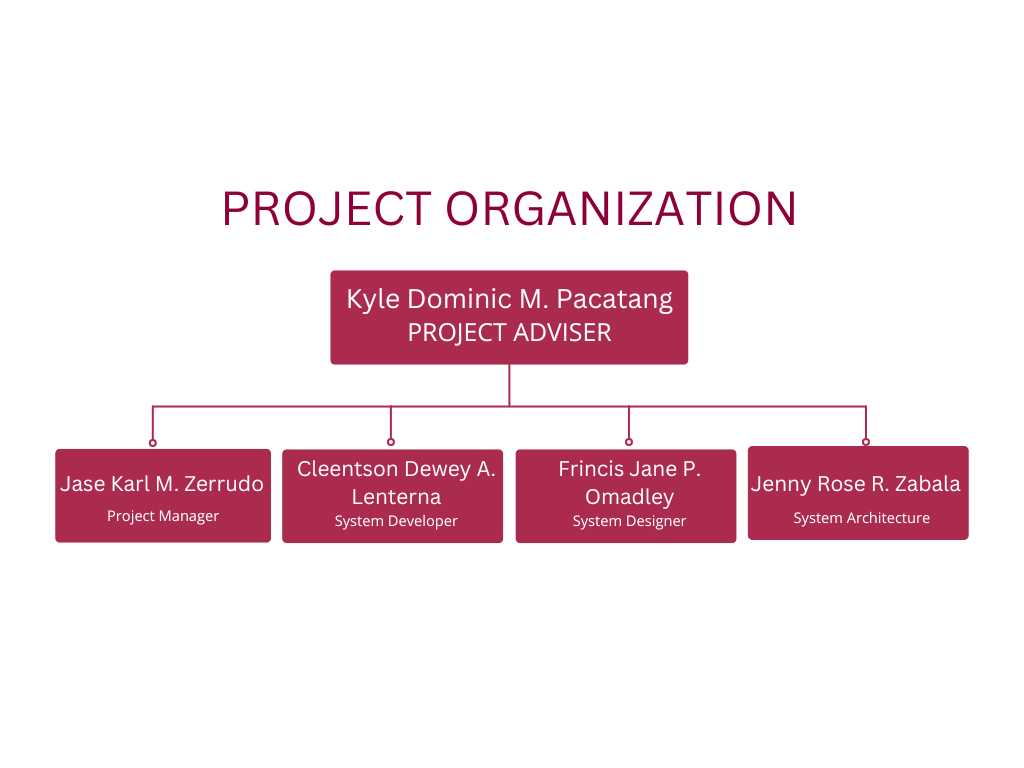 PROJECT ORGANIZATION
Kyle Dominic M. Pacatang
PROJECT ADVISER
Jase Karl M. Zerrudo
Project Manager
Cleentson Dewey A.
Lenterna
System Developer
Frincis Jane P.
Omadley
System Designer
Jenny Rose R. Zabala
System Architecture